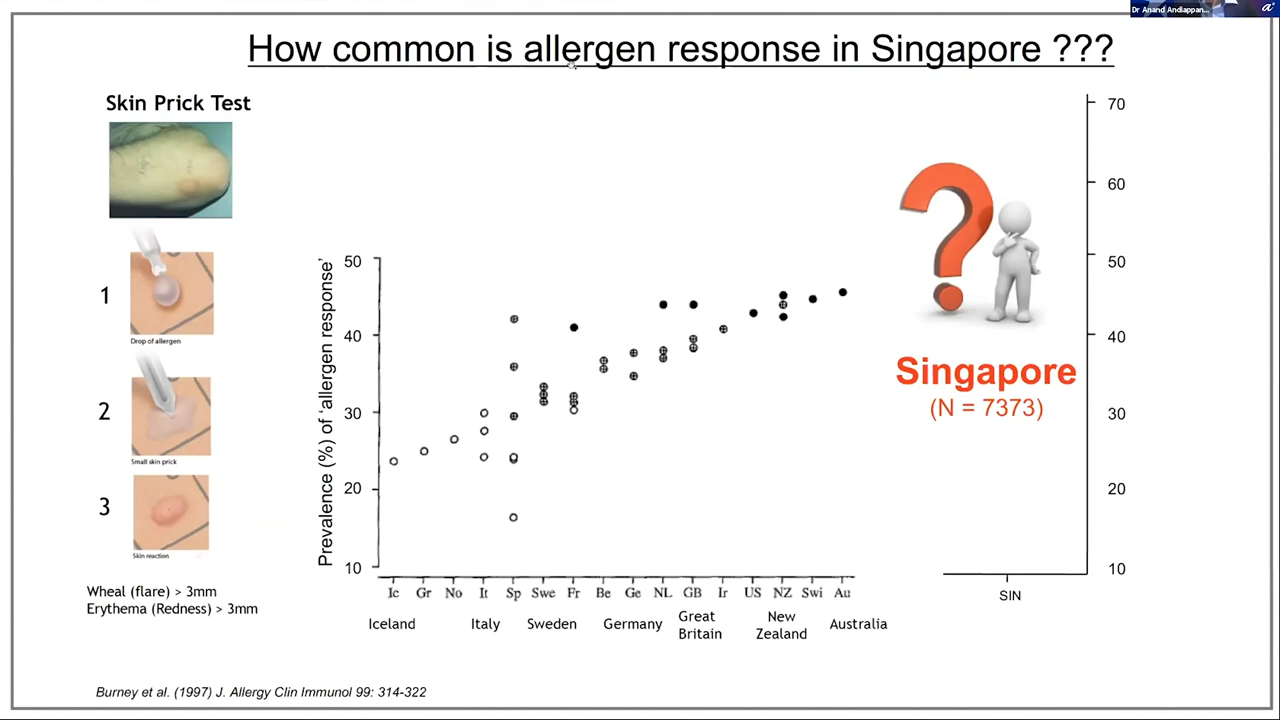 Dr Anand Andiappan...
a*
How common is allergen response in Singapore ???
Skin Prick Test
1
Drop of allergen
2
Small skin prick
3
Skin reaction
Wheal (flare) > 3mm
Erythema (Redness) > 3mm
Prevalence (%) of 'allergen response'
50
40
30
20
10
Ic Gr No It Sp Swe Fr Be Ge NL GB Ir US NZ Swi Au
Iceland Italy Sweden Germany Great Britain New Zealand Australia
Singapore
(N = 7373)
70
60
50
40
30
20
10
SIN
Burney et al. (1997) J. Allergy Clin Immunol 99: 314-322